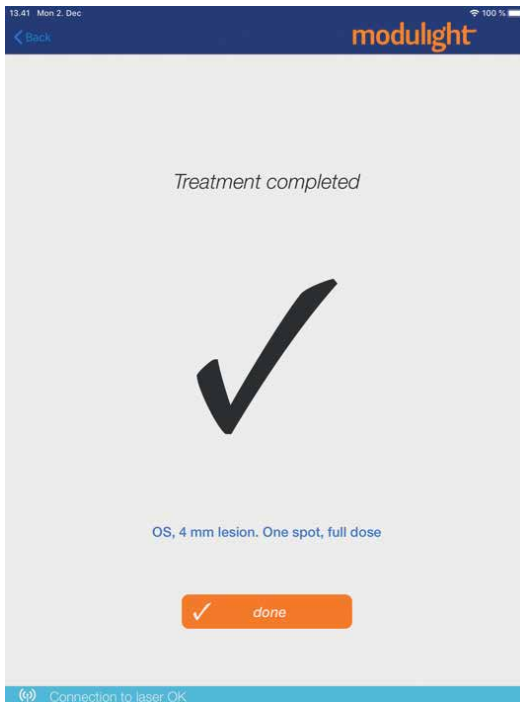 13.41 Mon 2. Dec 100 %
Back
modulight
Treatment completed
OS, 4 mm lesion. One spot, full dose
done
Connection to laser OK